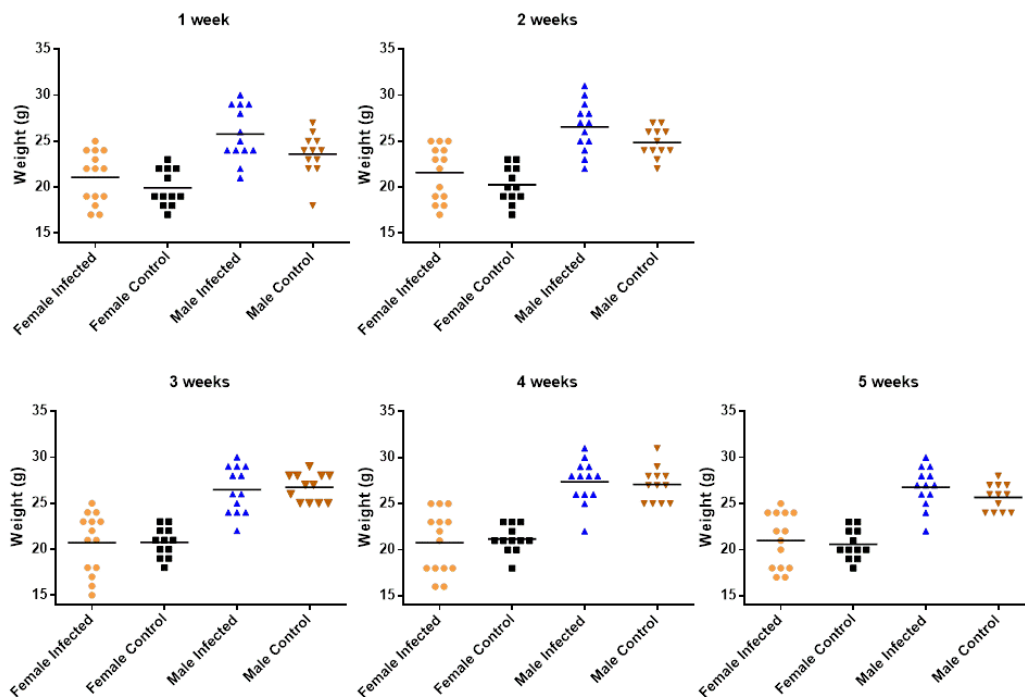 1 week
2 weeks
35
30
25
20
15
Weight (g)
Female Infected
Female Control
Male Infected
Male Control
35
30
25
20
15
Weight (g)
Female Infected
Female Control
Male Infected
Male Control
3 weeks
4 weeks
5 weeks
35
30
25
20
15
Weight (g)
Female Infected
Female Control
Male Infected
Male Control
35
30
25
20
15
Weight (g)
Female Infected
Female Control
Male Infected
Male Control
35
30
25
20
15
Weight (g)
Female Infected
Female Control
Male Infected
Male Control